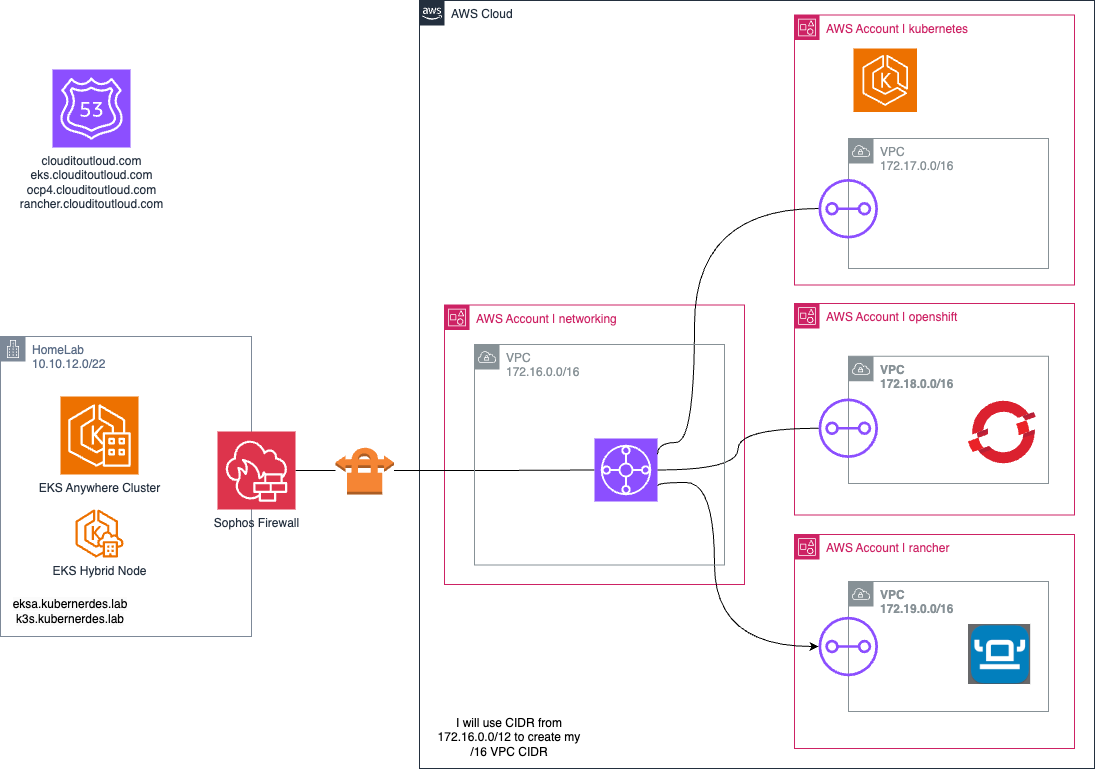 aws
AWS Cloud
AWS Account | kubernetes
K
VPC
172.17.0.0/16
53
clouditoutloud.com
eks.clouditoutloud.com
ocp4.clouditoutloud.com
rancher.clouditoutloud.com
AWS Account | networking
VPC
172.16.0.0/16
AWS Account | openshift
VPC
172.18.0.0/16
HomeLab
10.10.12.0/22
K
EKS Anywhere Cluster
K
EKS Hybrid Node
eksa.kubernerdes.lab
k3s.kubernerdes.lab
Sophos Firewall
AWS Account | rancher
VPC
172.19.0.0/16
I will use CIDR from
172.16.0.0/12 to create my
/16 VPC CIDR